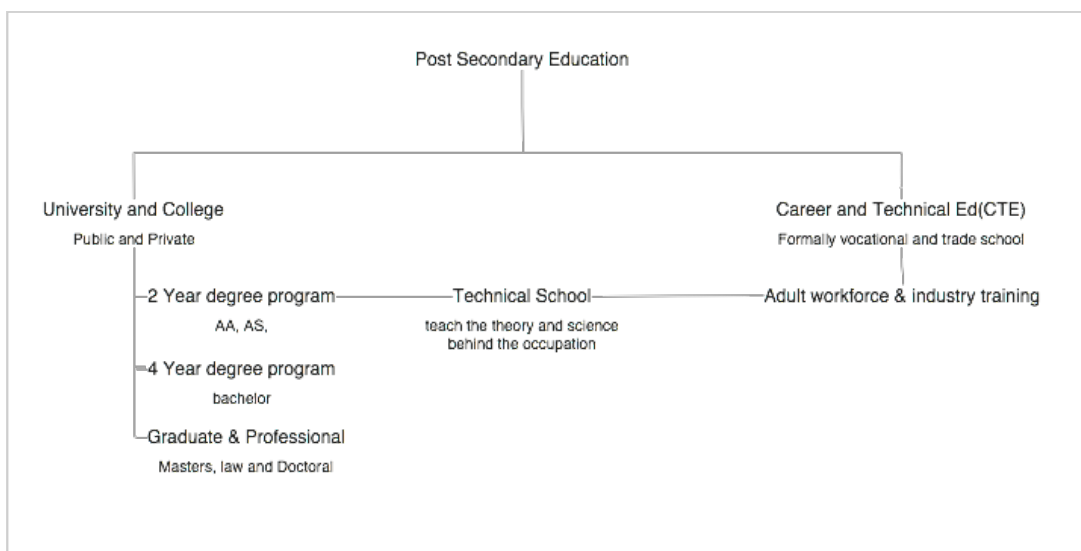 Post Secondary Education
University and College
Public and Private
Career and Technical Ed(CTE)
Formally vocational and trade school
2 Year degree program
AA, AS,
Technical School
teach the theory and science
behind the occupation
Adult workforce & industry training
4 Year degree program
bachelor
Graduate & Professional
Masters, law and Doctoral